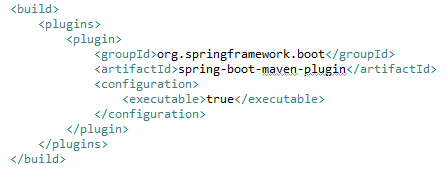 <build>
<plugins>
<plugin>
<groupId>org.springframework.boot</groupId>
<artifactId>spring-boot-maven-plugin</artifactId>
<configuration>
<executable>true</executable>
</configuration>
</plugin>
</plugins>
</build>